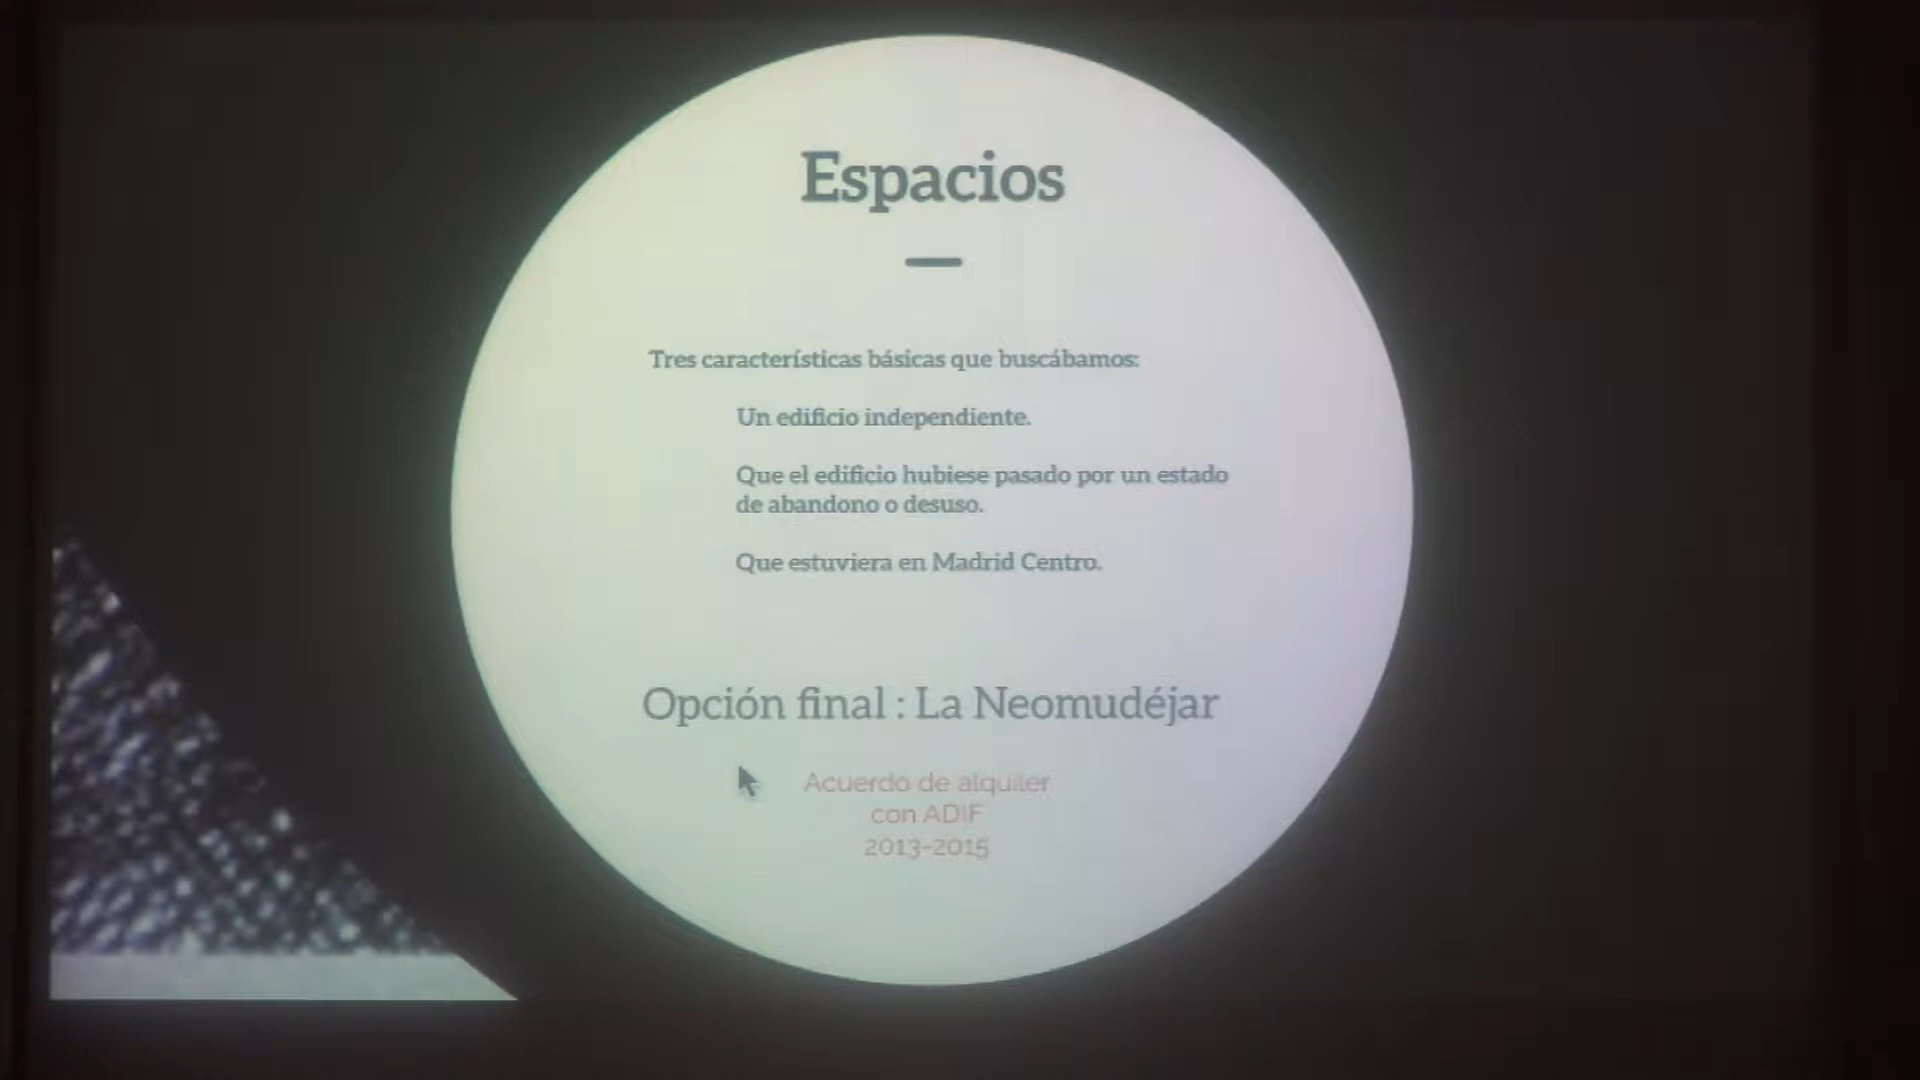 Espacios
Tres características básicas que buscábamos:
Un edificio independiente.
Que el edificio hubiese pasado por un estado
de abandono o desuso.
Que estuviera en Madrid Centro.
Opción final : La Neomudéjar
Acuerdo de alquiler
con ADIF
2013-2015